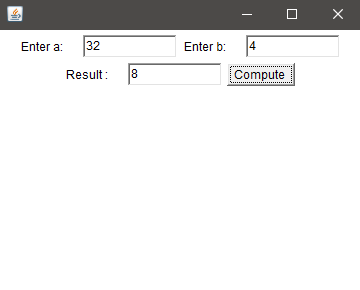 Enter a: 32 Enter b: 4
Result : 8 Compute